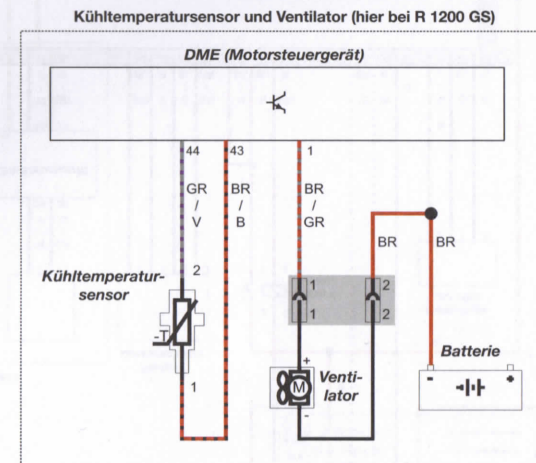 Kühltemperatursensor und Ventilator (hier bei R 1200 GS)
DME (Motorsteuergerät)
44
43
1
GR
/
V
BR
/
B
BR
/
GR
BR
BR
2
Kühltemperatur-
sensor
-T
1
1
2
1
2
+
M
-
Venti-
lator
Batterie
-
+